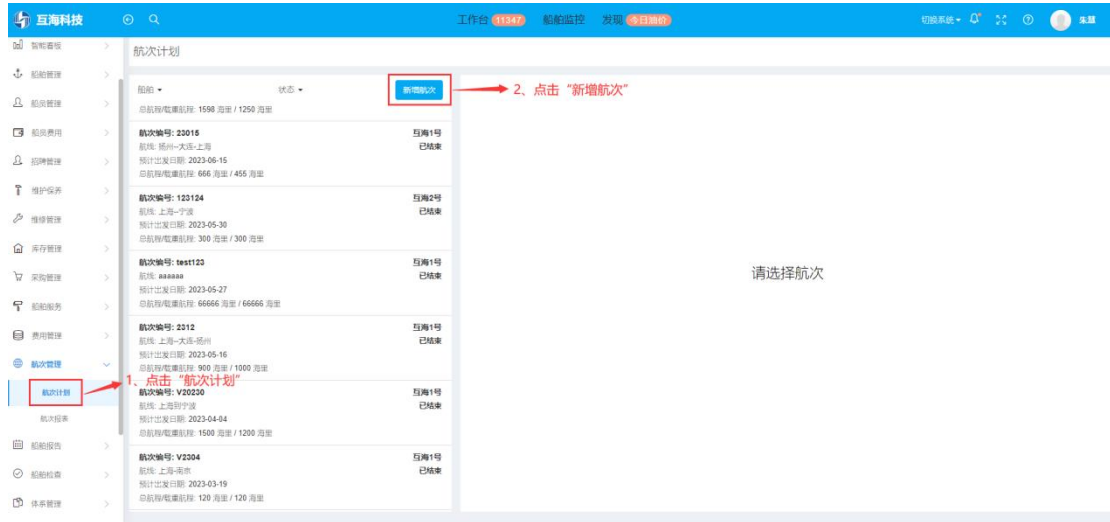 互海科技
工作台 11347 船舶监控 发现 今日油价
切换系统
朱慧
智能看板
船舶管理
船员管理
船员费用
招聘管理
维护保养
维修管理
库存管理
采购管理
船舶服务
费用管理
航次管理
航次计划
航次报表
船舶报告
船舶检查
体系管理
航次计划
船舶 状态 新增航次
2、点击“新增航次”
总航程/载重航程: 1598 海里 / 1250 海里
航次编号: 23015 互海1号
航线: 扬州--大连-上海 已结束
预计出发日期: 2023-06-15
总航程/载重航程: 666 海里 / 455 海里
航次编号: 123124 互海2号
航线: 上海--宁波 已结束
预计出发日期: 2023-05-30
总航程/载重航程: 300 海里 / 300 海里
航次编号: test123 互海1号
航线: aaaaaa 已结束
预计出发日期: 2023-05-27
总航程/载重航程: 66666 海里 / 66666 海里
航次编号: 2312 互海1号
航线: 上海--大连-扬州 已结束
预计出发日期: 2023-05-16
总航程/载重航程: 900 海里 / 1000 海里
1、点击“航次计划”
航次编号: V20230 互海1号
航线: 上海到宁波 已结束
预计出发日期: 2023-04-04
总航程/载重航程: 1500 海里 / 1200 海里
航次编号: V2304 互海1号
航线: 上海-南京 已结束
预计出发日期: 2023-03-19
总航程/载重航程: 120 海里 / 120 海里
请选择航次